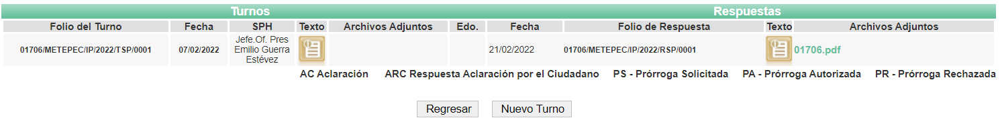 Turnos Respuestas
Folio del Turno Fecha SPH Texto Archivos Adjuntos Edo. Fecha Folio de Respuesta Texto Archivos Adjuntos
01706/METEPEC/IP/2022/TSP/0001 07/02/2022 Jefe.Of. Pres
Emilio Guerra
Estévez
21/02/2022 01706/METEPEC/IP/2022/RSP/0001 01706.pdf
AC Aclaración ARC Respuesta Aclaración por el Ciudadano PS - Prórroga Solicitada PA - Prórroga Autorizada PR - Prórroga Rechazada
Regresar Nuevo Turno